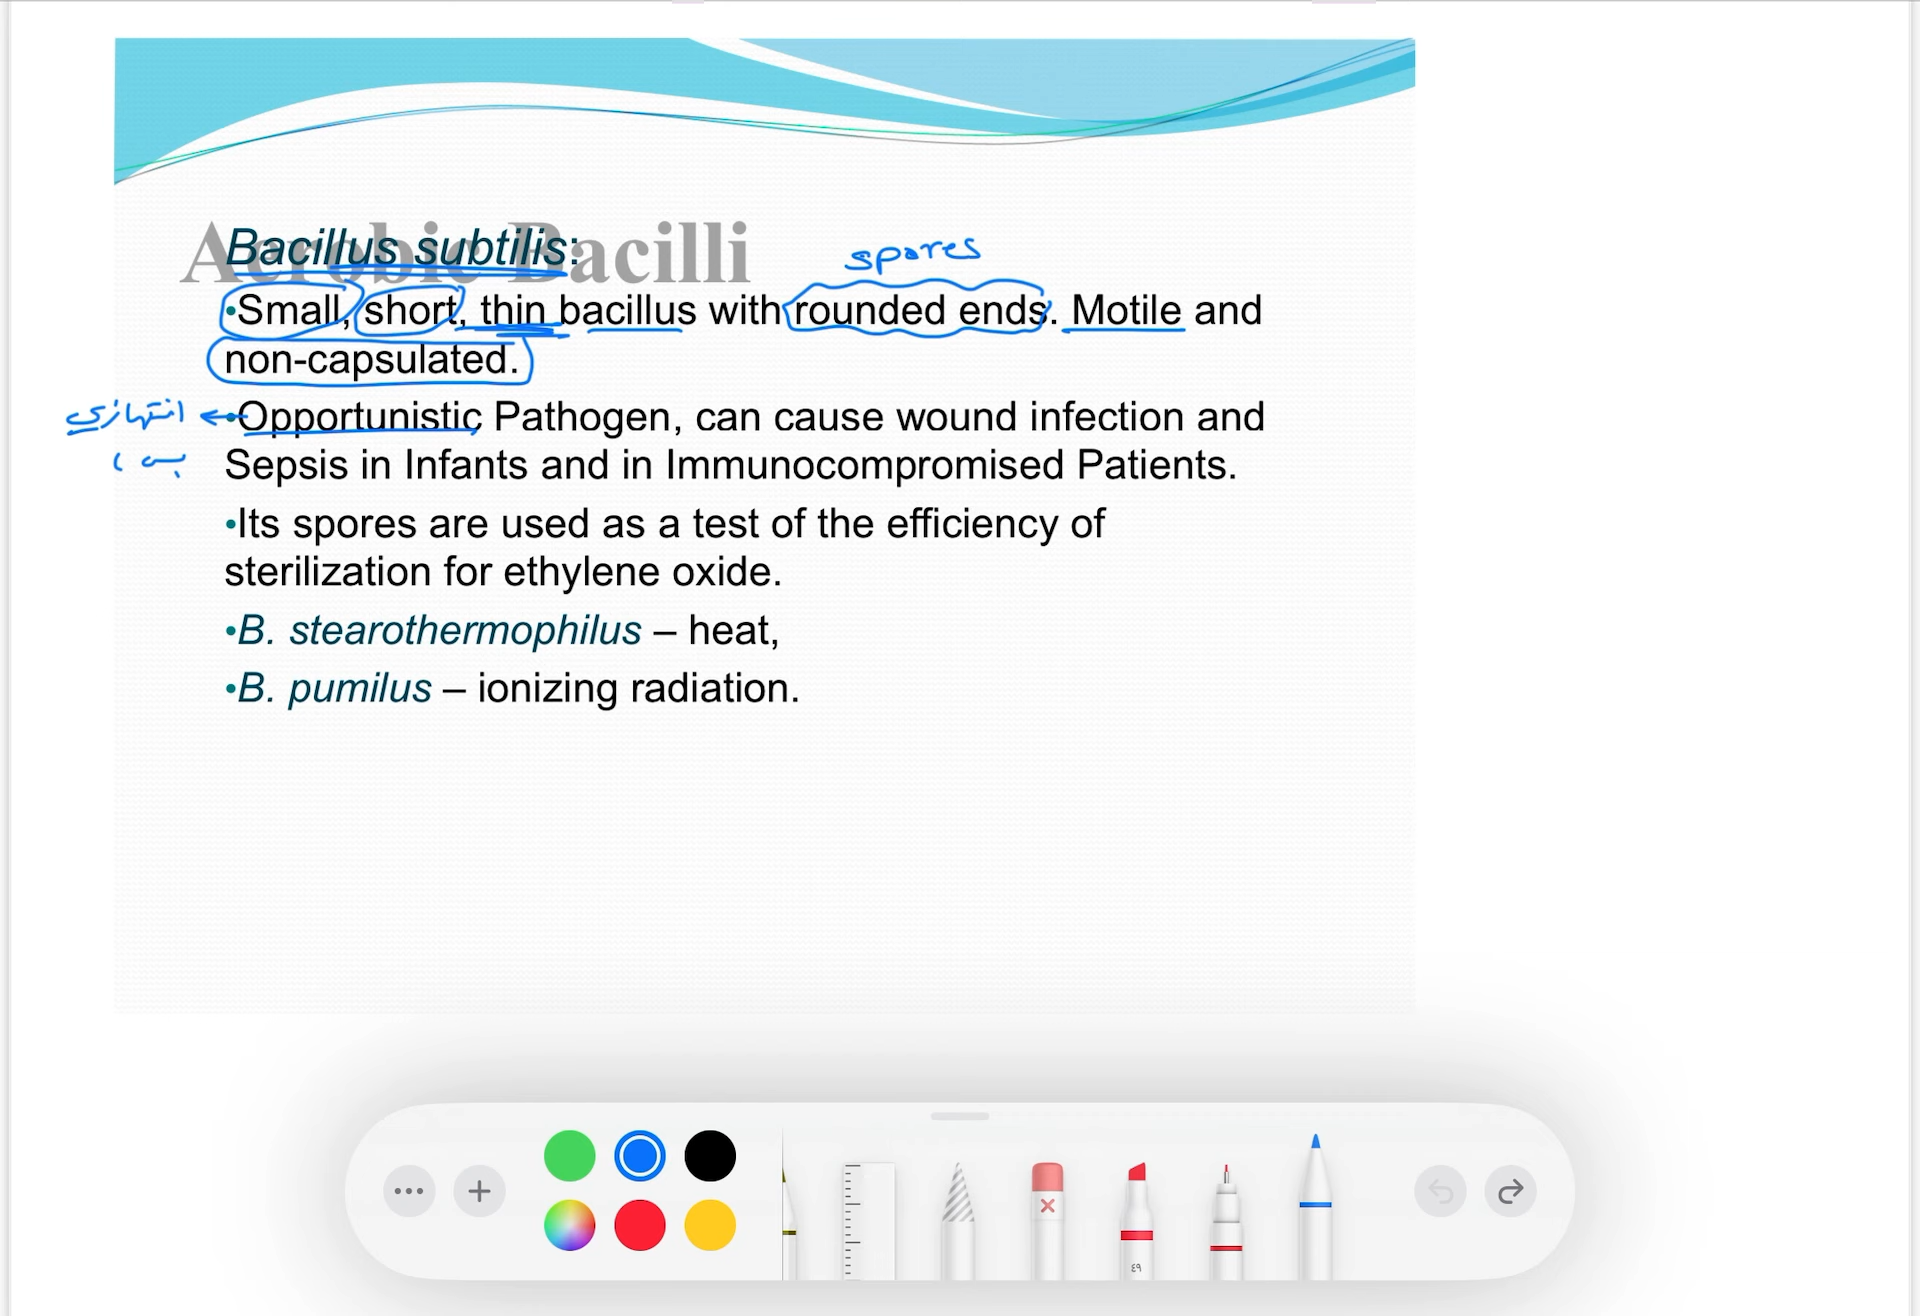 Aerobic Bacilli
Bacillus subtilis:
spores
•Small, short, thin bacillus with rounded ends. Motile and
non-capsulated.
انتهازي ←
•Opportunistic Pathogen, can cause wound infection and
Sepsis in Infants and in Immunocompromised Patients.
•Its spores are used as a test of the efficiency of
sterilization for ethylene oxide.
•B. stearothermophilus – heat,
•B. pumilus – ionizing radiation.
٤٩